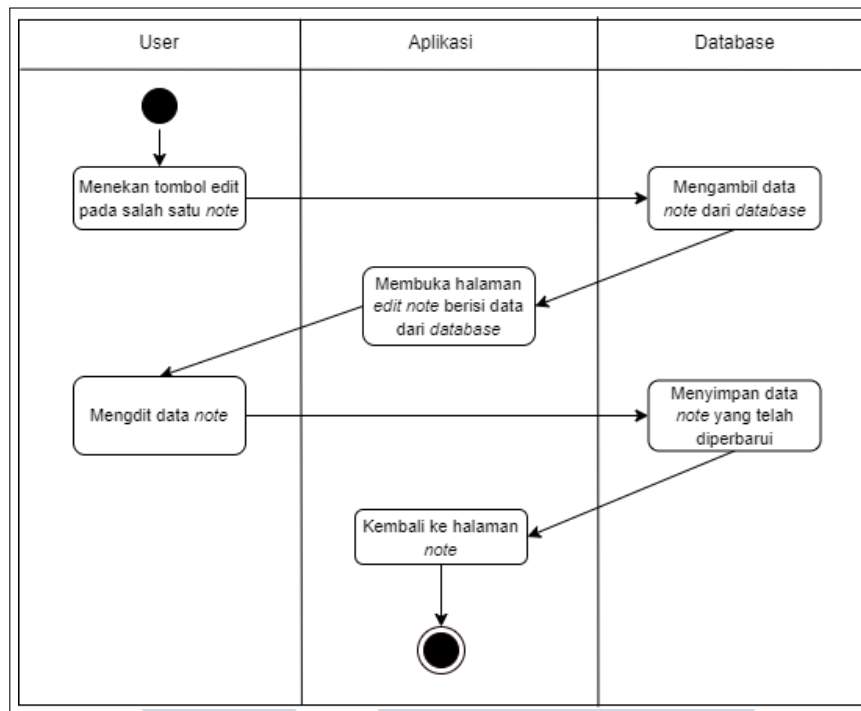 User
Aplikasi
Database
Menekan tombol edit
pada salah satu note
Mengambil data
note dari database
Membuka halaman
edit note berisi data
dari database
Mengdit data note
Menyimpan data
note yang telah
diperbarui
Kembali ke halaman
note